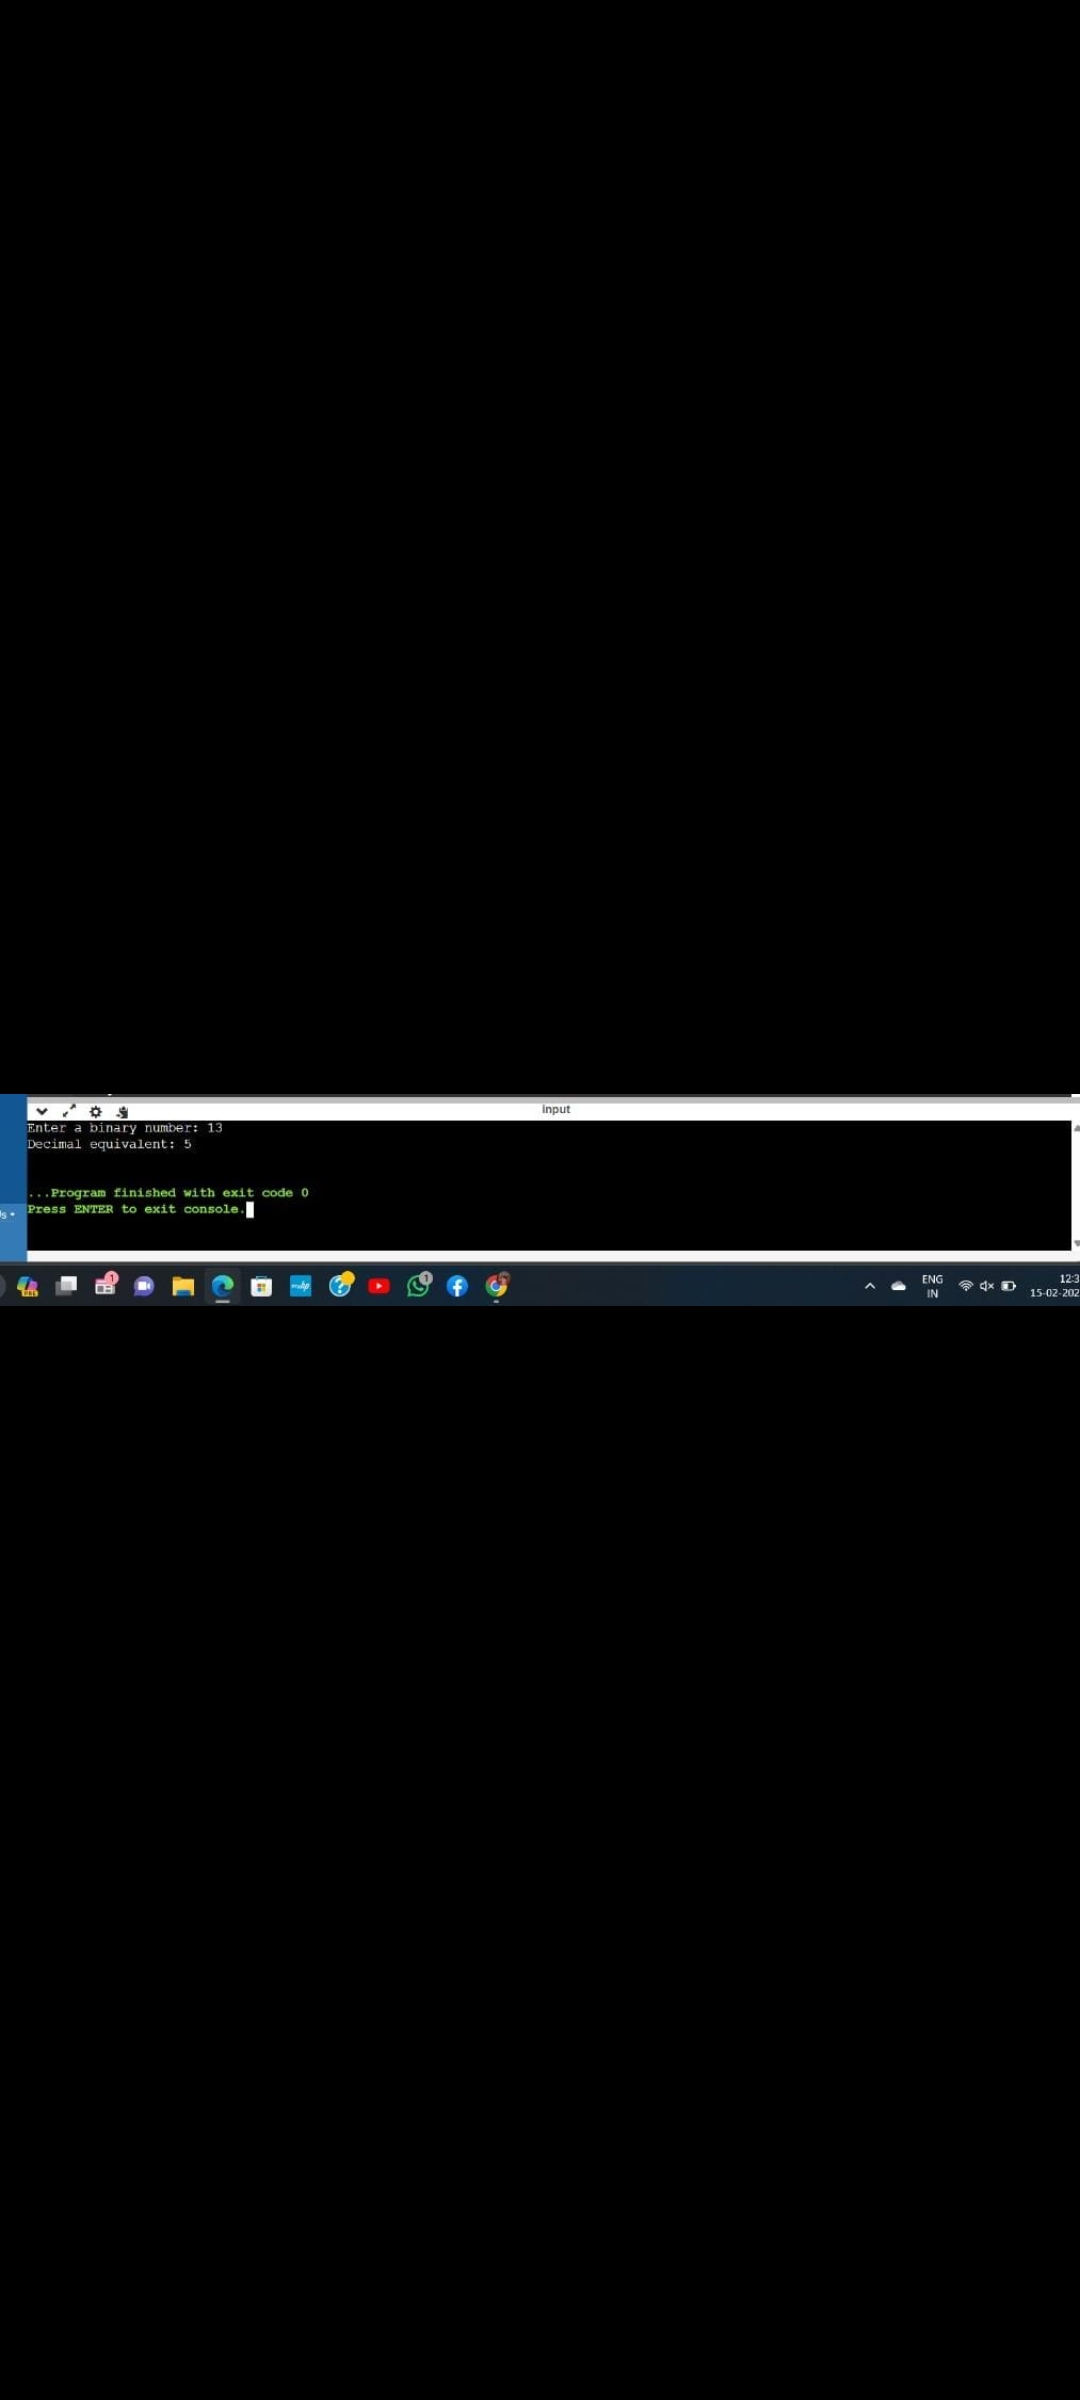 input
Enter a binary number: 13
Decimal equivalent: 5
...Program finished with exit code 0
Press ENTER to exit console.
ENG
IN
12:3
15-02-202